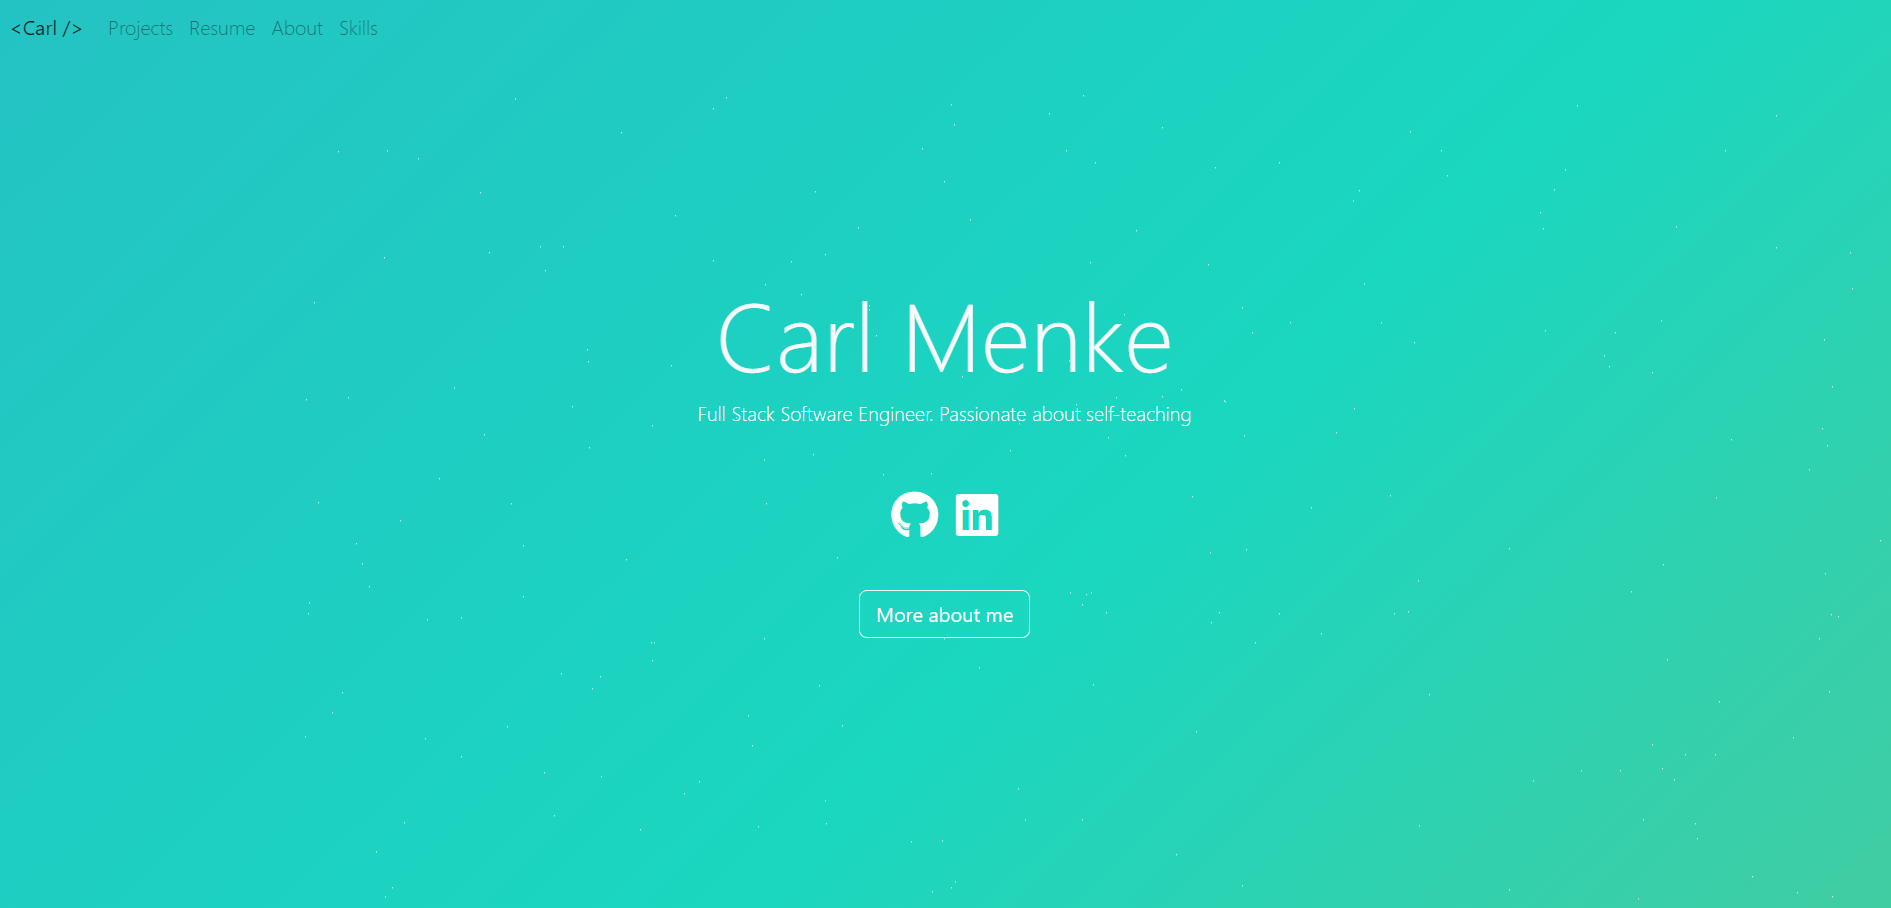 <Carl /> Projects Resume About Skills
Carl Menke
Full Stack Software Engineer. Passionate about self-teaching
in
More about me